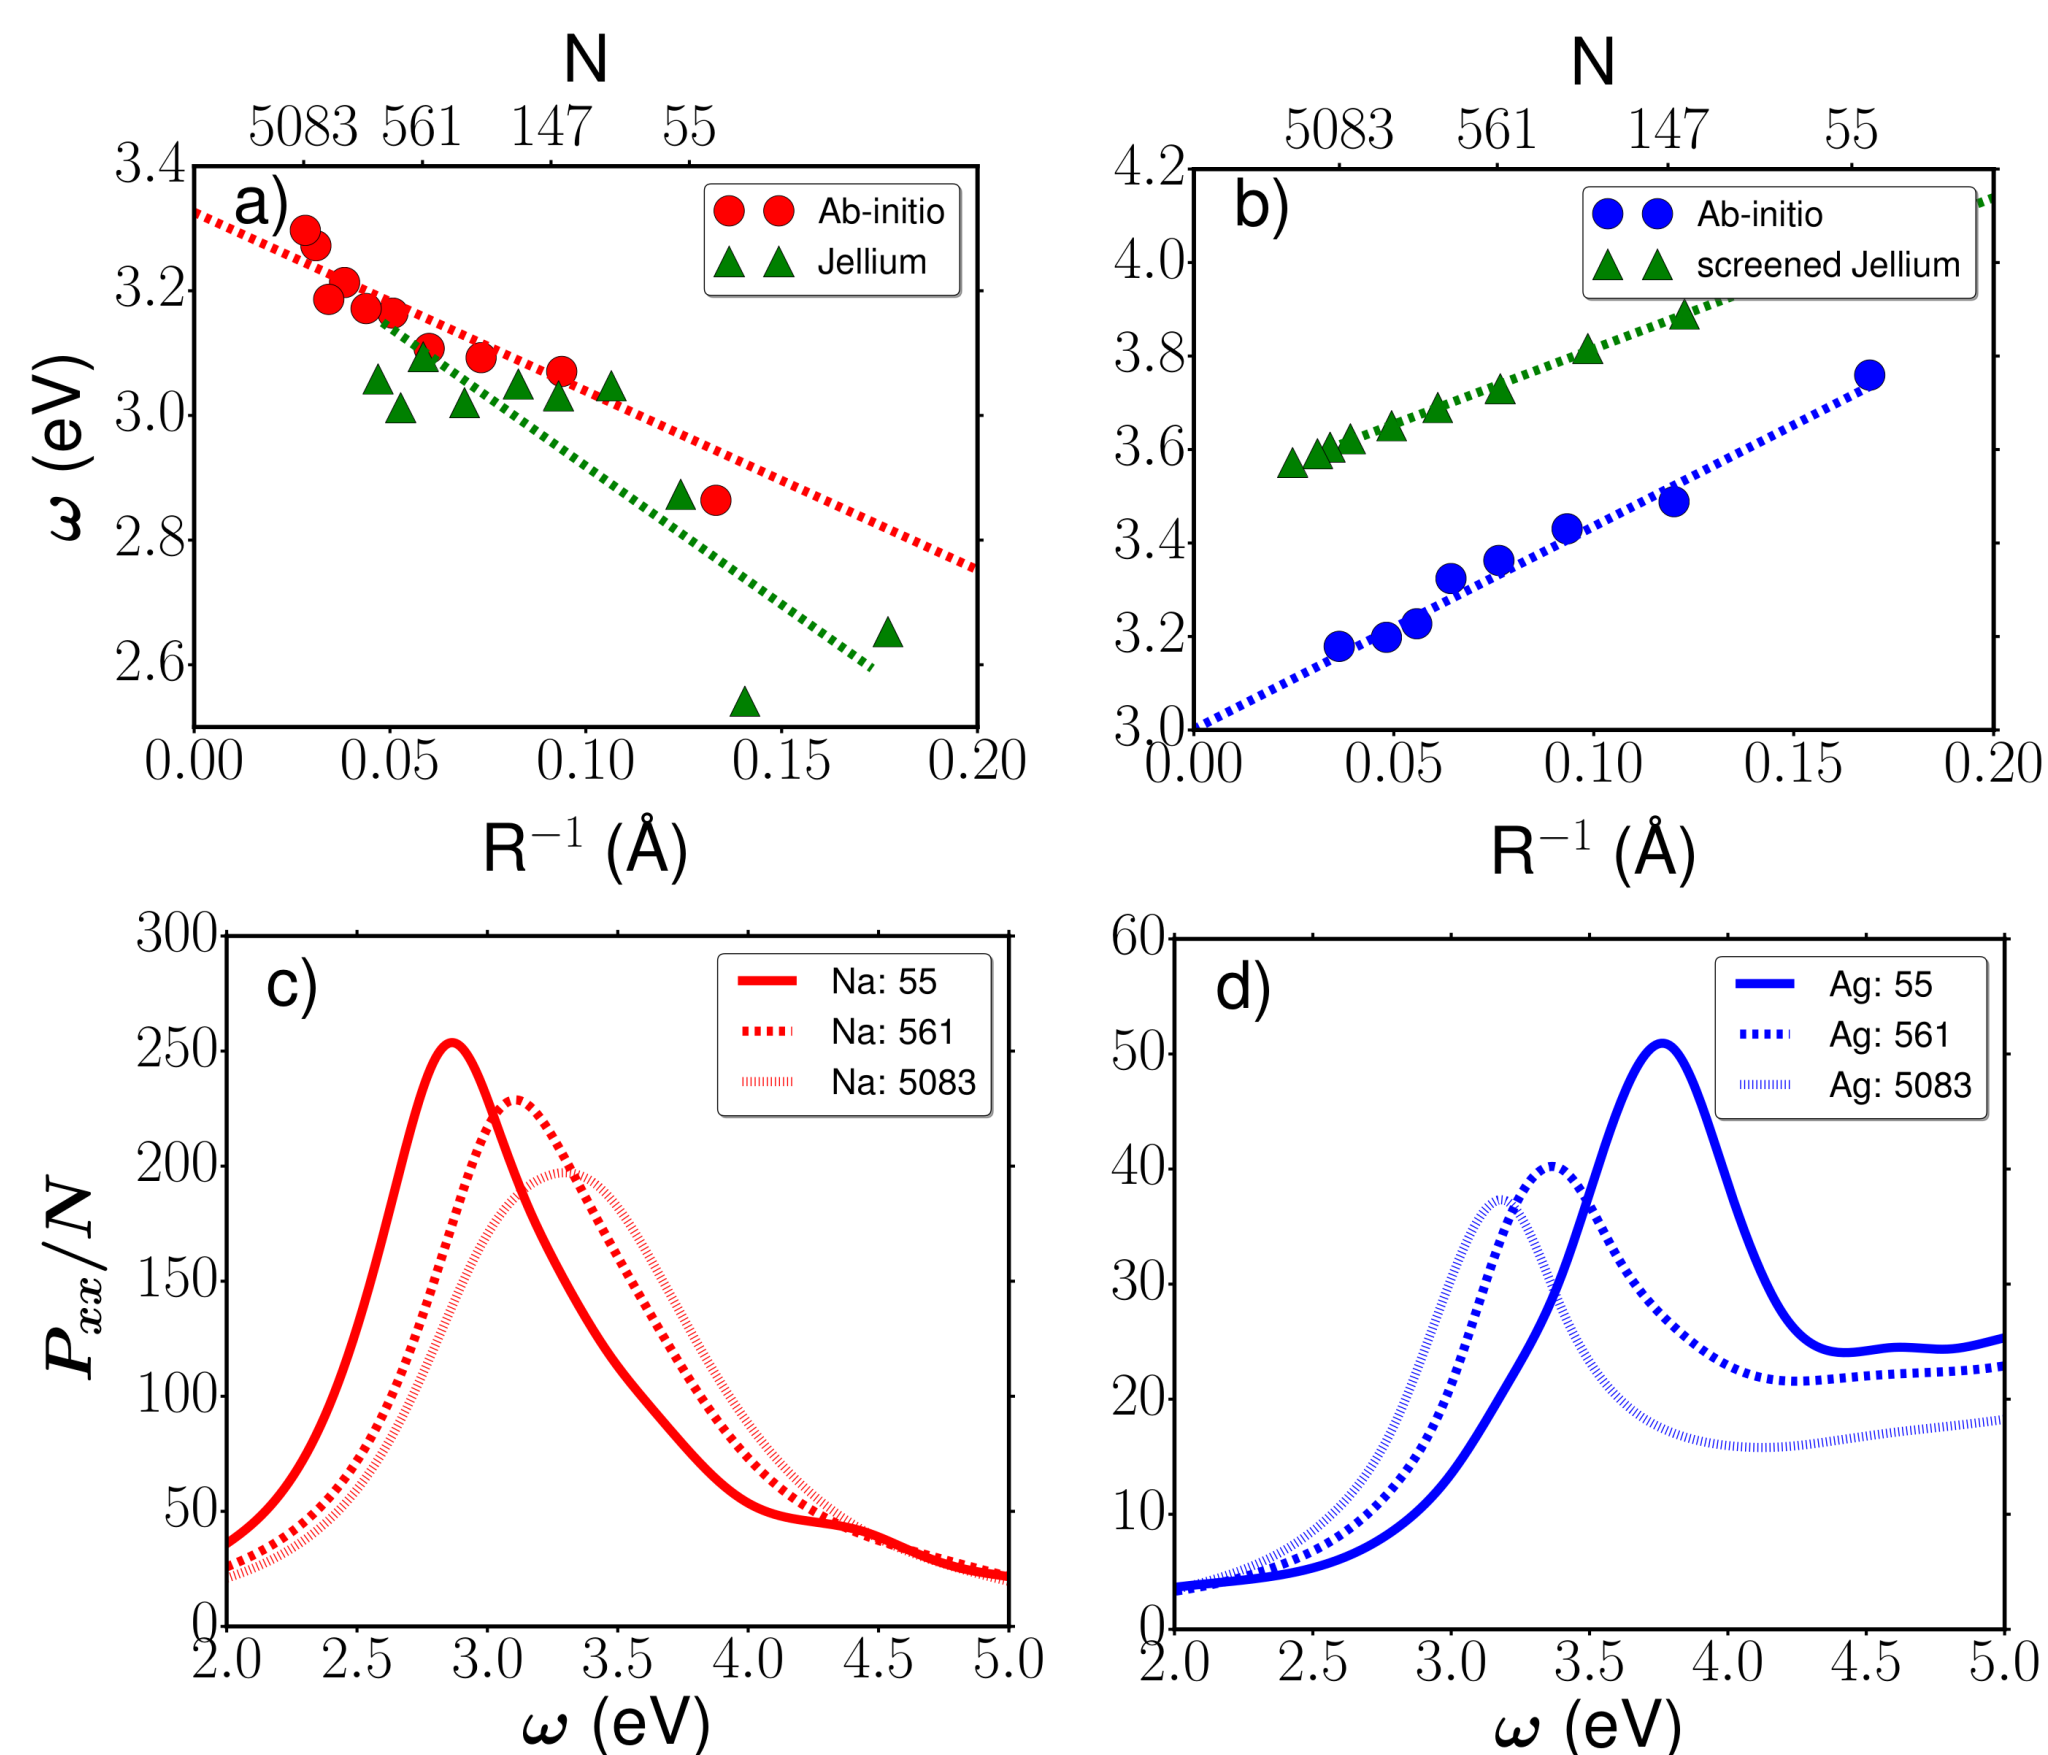 N
5083 561 147 55
3.4
3.2
3.0
2.8
2.6
ω (eV)
a)
Ab-initio
Jellium
0.00 0.05 0.10 0.15 0.20
R⁻¹ (Å)
N
5083 561 147 55
4.2
4.0
3.8
3.6
3.4
3.2
3.0
b)
Ab-initio
screened Jellium
0.00 0.05 0.10 0.15 0.20
R⁻¹ (Å)
300
250
200
150
100
50
0
P_xx/N
c)
Na: 55
Na: 561
Na: 5083
2.0 2.5 3.0 3.5 4.0 4.5 5.0
ω (eV)
60
50
40
30
20
10
0
d)
Ag: 55
Ag: 561
Ag: 5083
2.0 2.5 3.0 3.5 4.0 4.5 5.0
ω (eV)